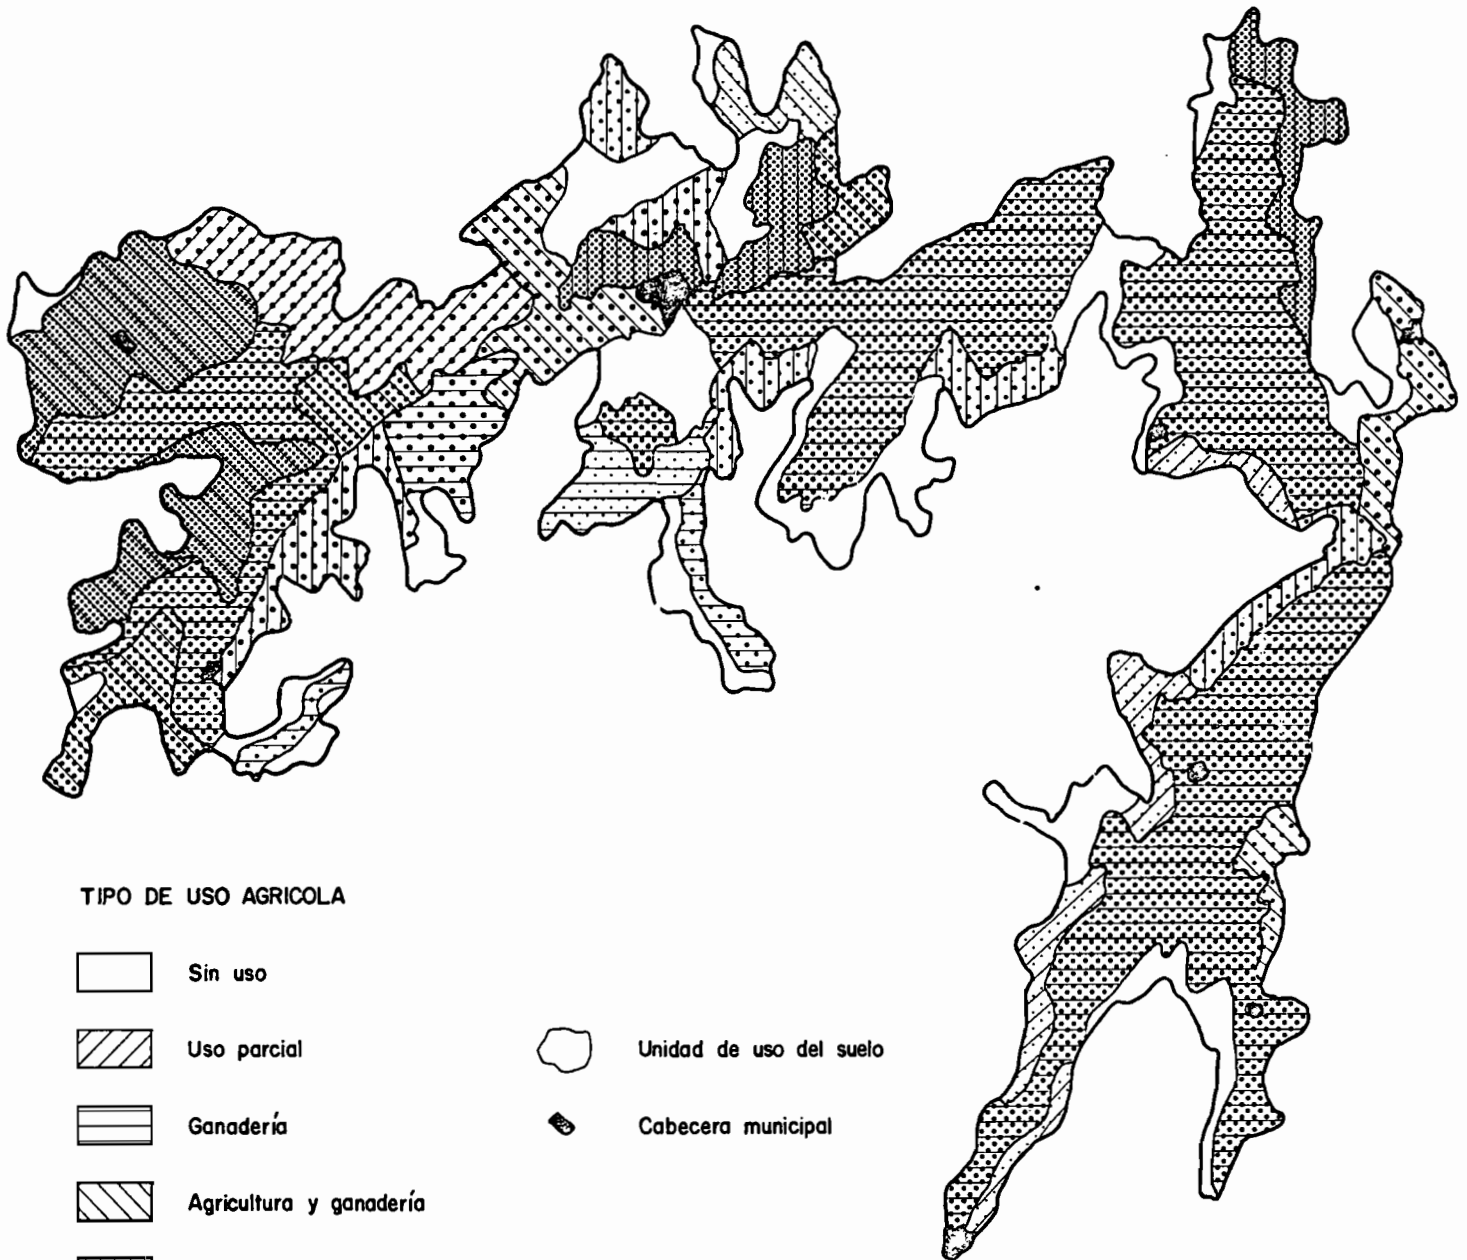 TIPO DE USO AGRICOLA
Sin uso
Uso parcial
Ganadería
Agricultura y ganadería
Unidad de uso del suelo
Cabecera municipal